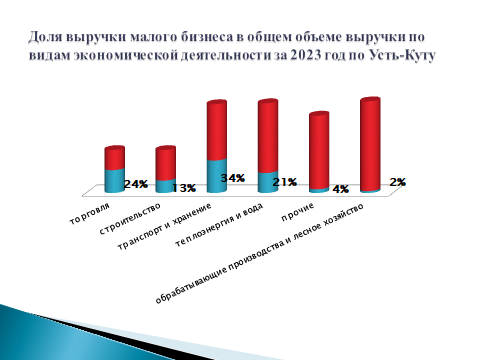 Доля выручки малого бизнеса в общем объеме выручки по
видам экономической деятельности за 2023 год по Усть-Куту
24%
13%
34%
21%
4%
2%
торговля
строительство
транспорт и хранение
теплоэнергия и вода
прочие
обрабатывающие производства и лесное хозяйство